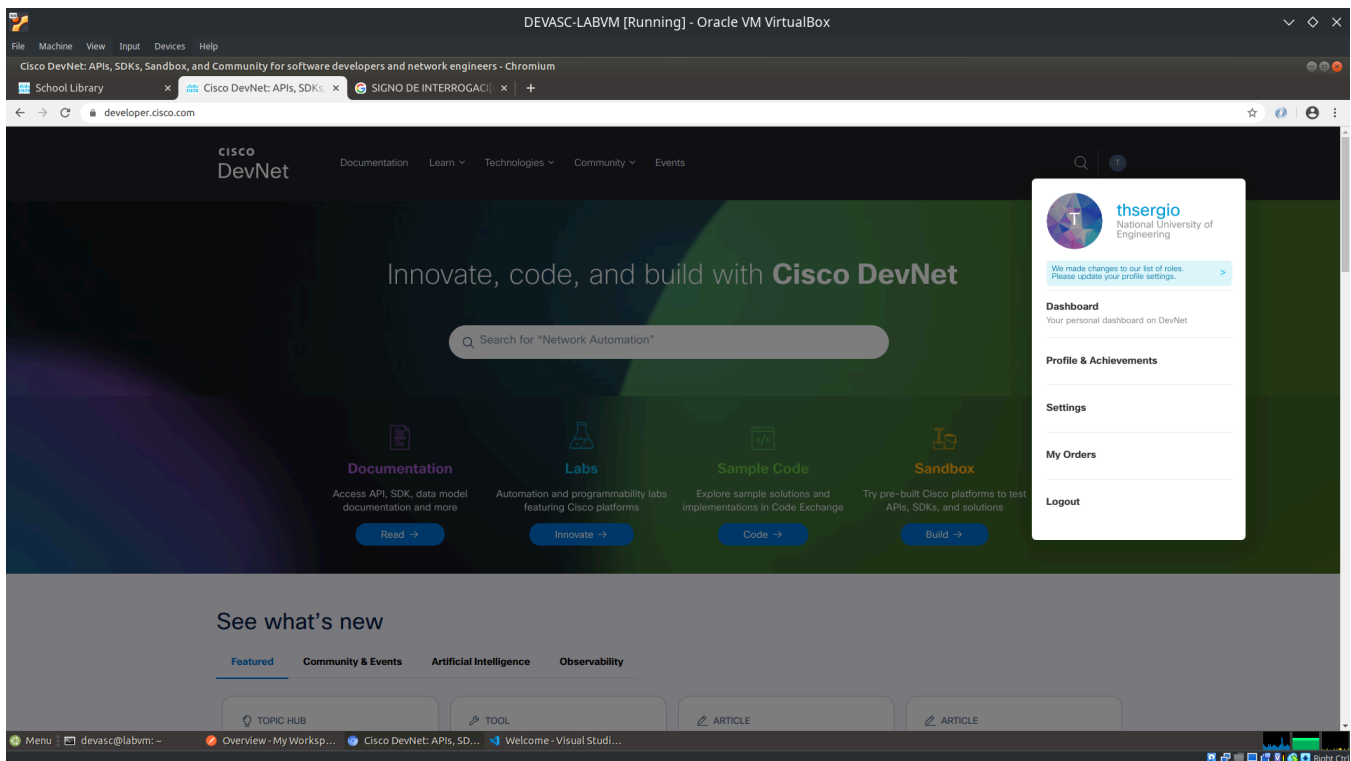 DEVASC-LABVM [Running] - Oracle VM VirtualBox
File Machine View Input Devices Help
Cisco DevNet: APIs, SDKs, Sandbox, and Community for software developers and network engineers - Chromium
School Library
Cisco DevNet: APIs, SDKs,
SIGNO DE INTERROGACI
developer.cisco.com
CISCO
DevNet
Documentation Learn Technologies Community Events
T
T
thsergio
National University of
Engineering
We made changes to our list of roles.
Please update your profile settings.
>
Dashboard
Your personal dashboard on DevNet
Profile & Achievements
Settings
My Orders
Logout
Innovate, code, and build with Cisco DevNet
Search for "Network Automation"
Documentation
Access API, SDK, data model
documentation and more
Read →
Labs
Automation and programmability labs
featuring Cisco platforms
Innovate →
Sample Code
Explore sample solutions and
implementations in Code Exchange
Code →
Sandbox
Try pre-built Cisco platforms to test
APIs, SDKs, and solutions
Build →
See what's new
Featured Community & Events Artificial Intelligence Observability
TOPIC HUB
TOOL
ARTICLE
ARTICLE
Menu devasc@labvm: ~ Overview - My Worksp... Cisco DevNet: APIs, SD... Welcome - Visual Studi...
Right Ctrl